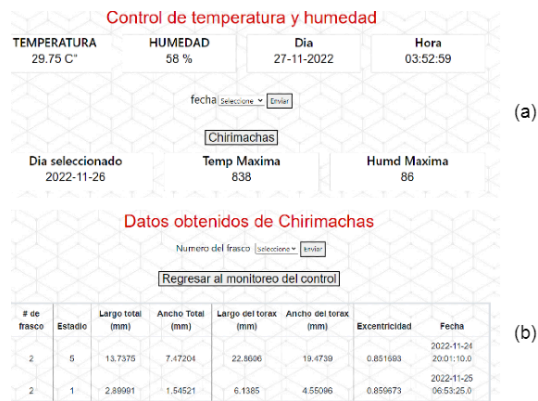 Control de temperatura y humedad
TEMPERATURA HUMEDAD Dia Hora
29.75 C° 58 % 27-11-2022 03:52:59
fecha Seleccione Enviar
(a)
Chirimachas
Dia seleccionado Temp Maxima Humd Maxima
2022-11-26 838 86
Datos obtenidos de Chirimachas
Numero del frasco Seleccione Enviar
Regresar al monitoreo del control
# de frasco Estadio Largo total (mm) Ancho Total (mm) Largo del torax (mm) Ancho del torax (mm) Excentricidad Fecha
(b)
2 5 13.7375 7.47204 22.8606 19.4739 0.851693 2022-11-24 20:01:10.0
2 1 2.89991 1.54521 6.1385 4.55096 0.859673 2022-11-25 06:53:25.0